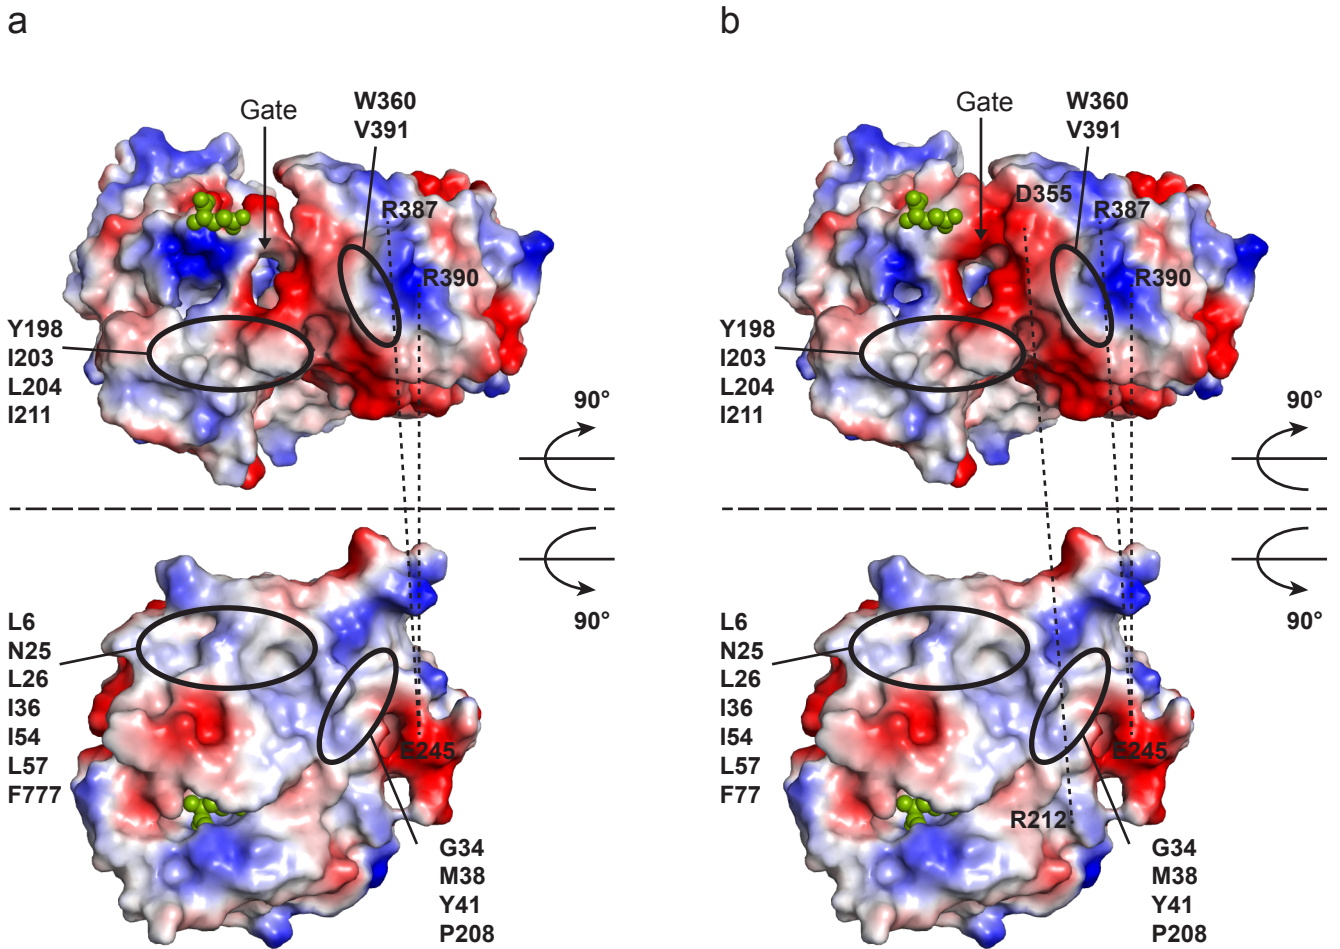 a
Gate
W360
V391
R387
R390
Y198
I203
L204
I211
90°
90°
L6
N25
L26
I36
I54
L57
F777
E245
G34
M38
Y41
P208
b
Gate
W360
V391
D355
R387
R390
Y198
I203
L204
I211
90°
90°
L6
N25
L26
I36
I54
L57
F77
E245
R212
G34
M38
Y41
P208